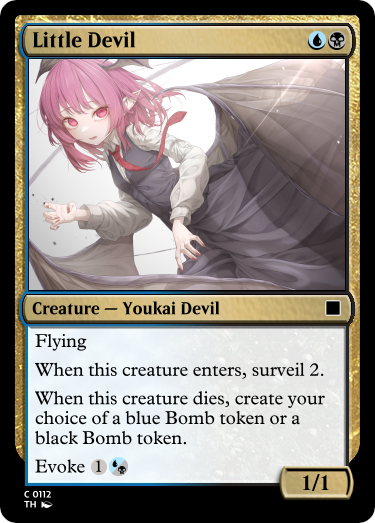 Little Devil
Creature — Youkai Devil
Flying
When this creature enters, surveil 2.
When this creature dies, create your
choice of a blue Bomb token or a
black Bomb token.
Evoke 1
1/1
C 0112
TH